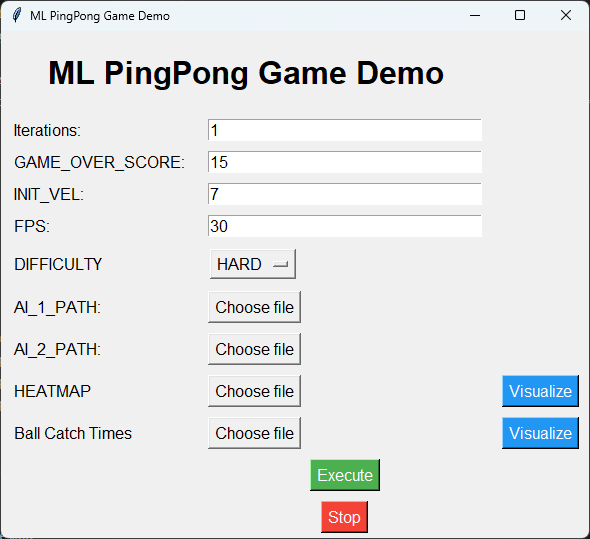 ML PingPong Game Demo
ML PingPong Game Demo
Iterations: 1
GAME_OVER_SCORE: 15
INIT_VEL: 7
FPS: 30
DIFFICULTY HARD
AI_1_PATH: Choose file
AI_2_PATH: Choose file
HEATMAP Choose file Visualize
Ball Catch Times Choose file Visualize
Execute
Stop